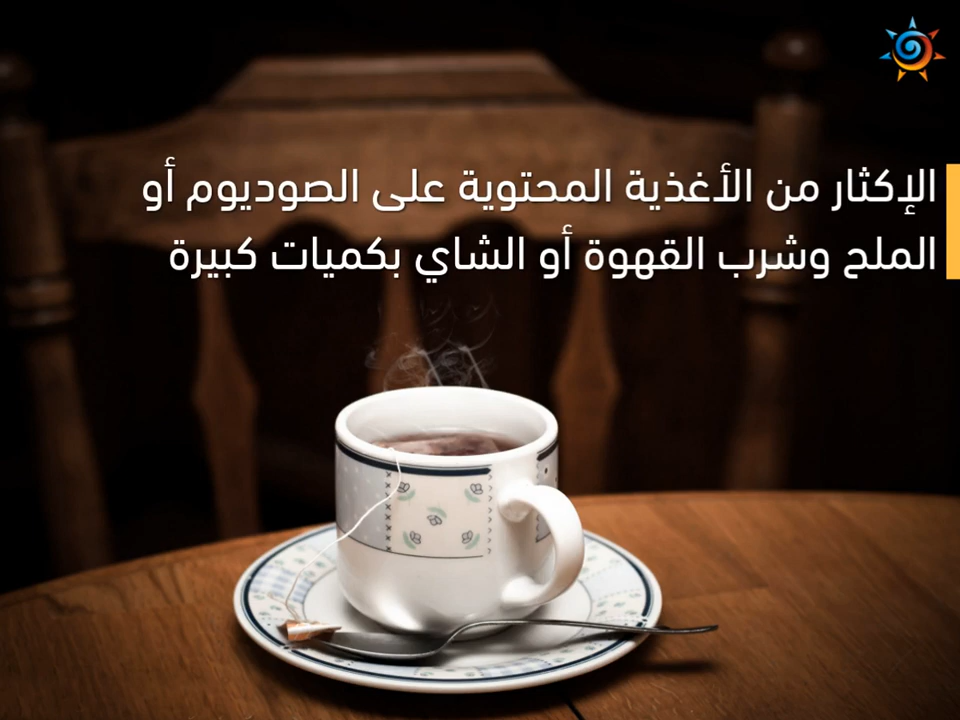 الإكثار من الأغذية المحتوية على الصوديوم أو
الملح وشرب القهوة أو الشاي بكميات كبيرة